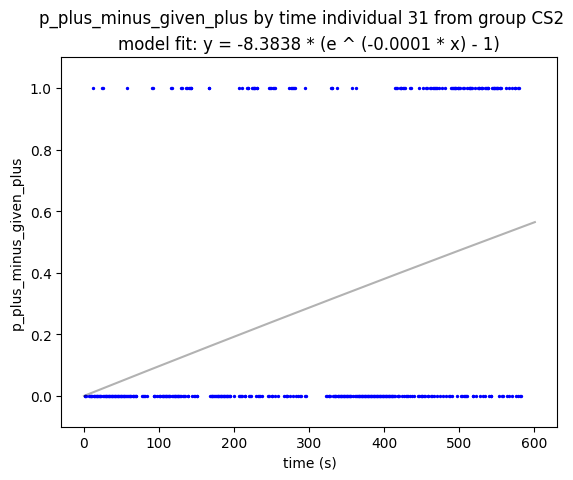 p_plus_minus_given_plus by time individual 31 from group CS2
model fit: y = -8.3838 * (e ^ (-0.0001 * x) - 1)
1.0
0.8
0.6
0.4
0.2
0.0
p_plus_minus_given_plus
0 100 200 300 400 500 600
time (s)